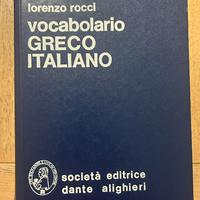 lorenzo rocci
vocabolario
GRECO
ITALIANO
società editrice
dante alighieri